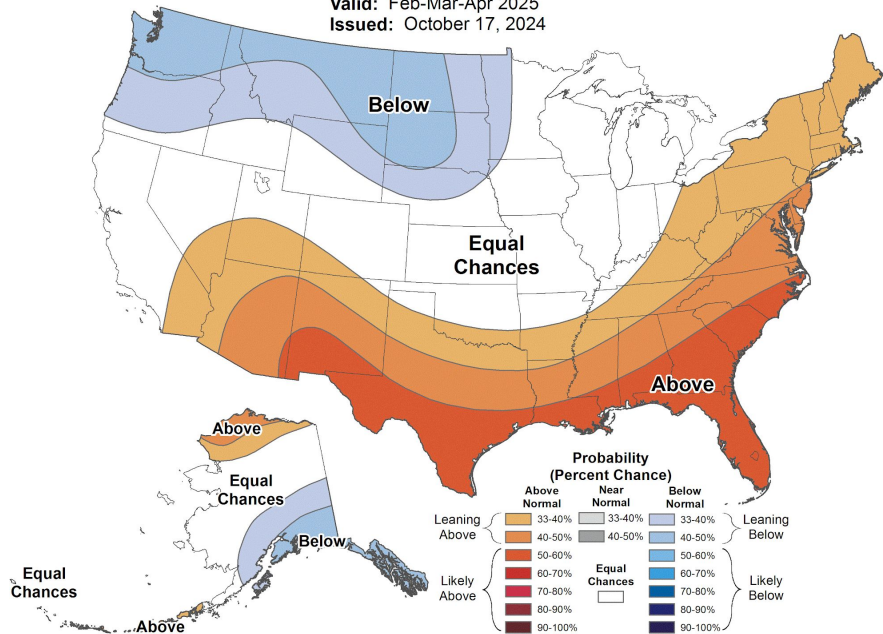 Valid: Feb-Mar-Apr 2025
Issued: October 17, 2024
Below
Equal
Chances
Above
Above
Equal
Chances
Below
Equal
Chances
Above
Probability
(Percent Chance)
Above
Normal
Near
Normal
Below
Normal
Leaning
Above
33-40%
40-50%
33-40%
40-50%
33-40%
40-50%
Leaning
Below
Likely
Above
50-60%
60-70%
70-80%
80-90%
90-100%
Equal
Chances
50-60%
60-70%
70-80%
80-90%
90-100%
Likely
Below